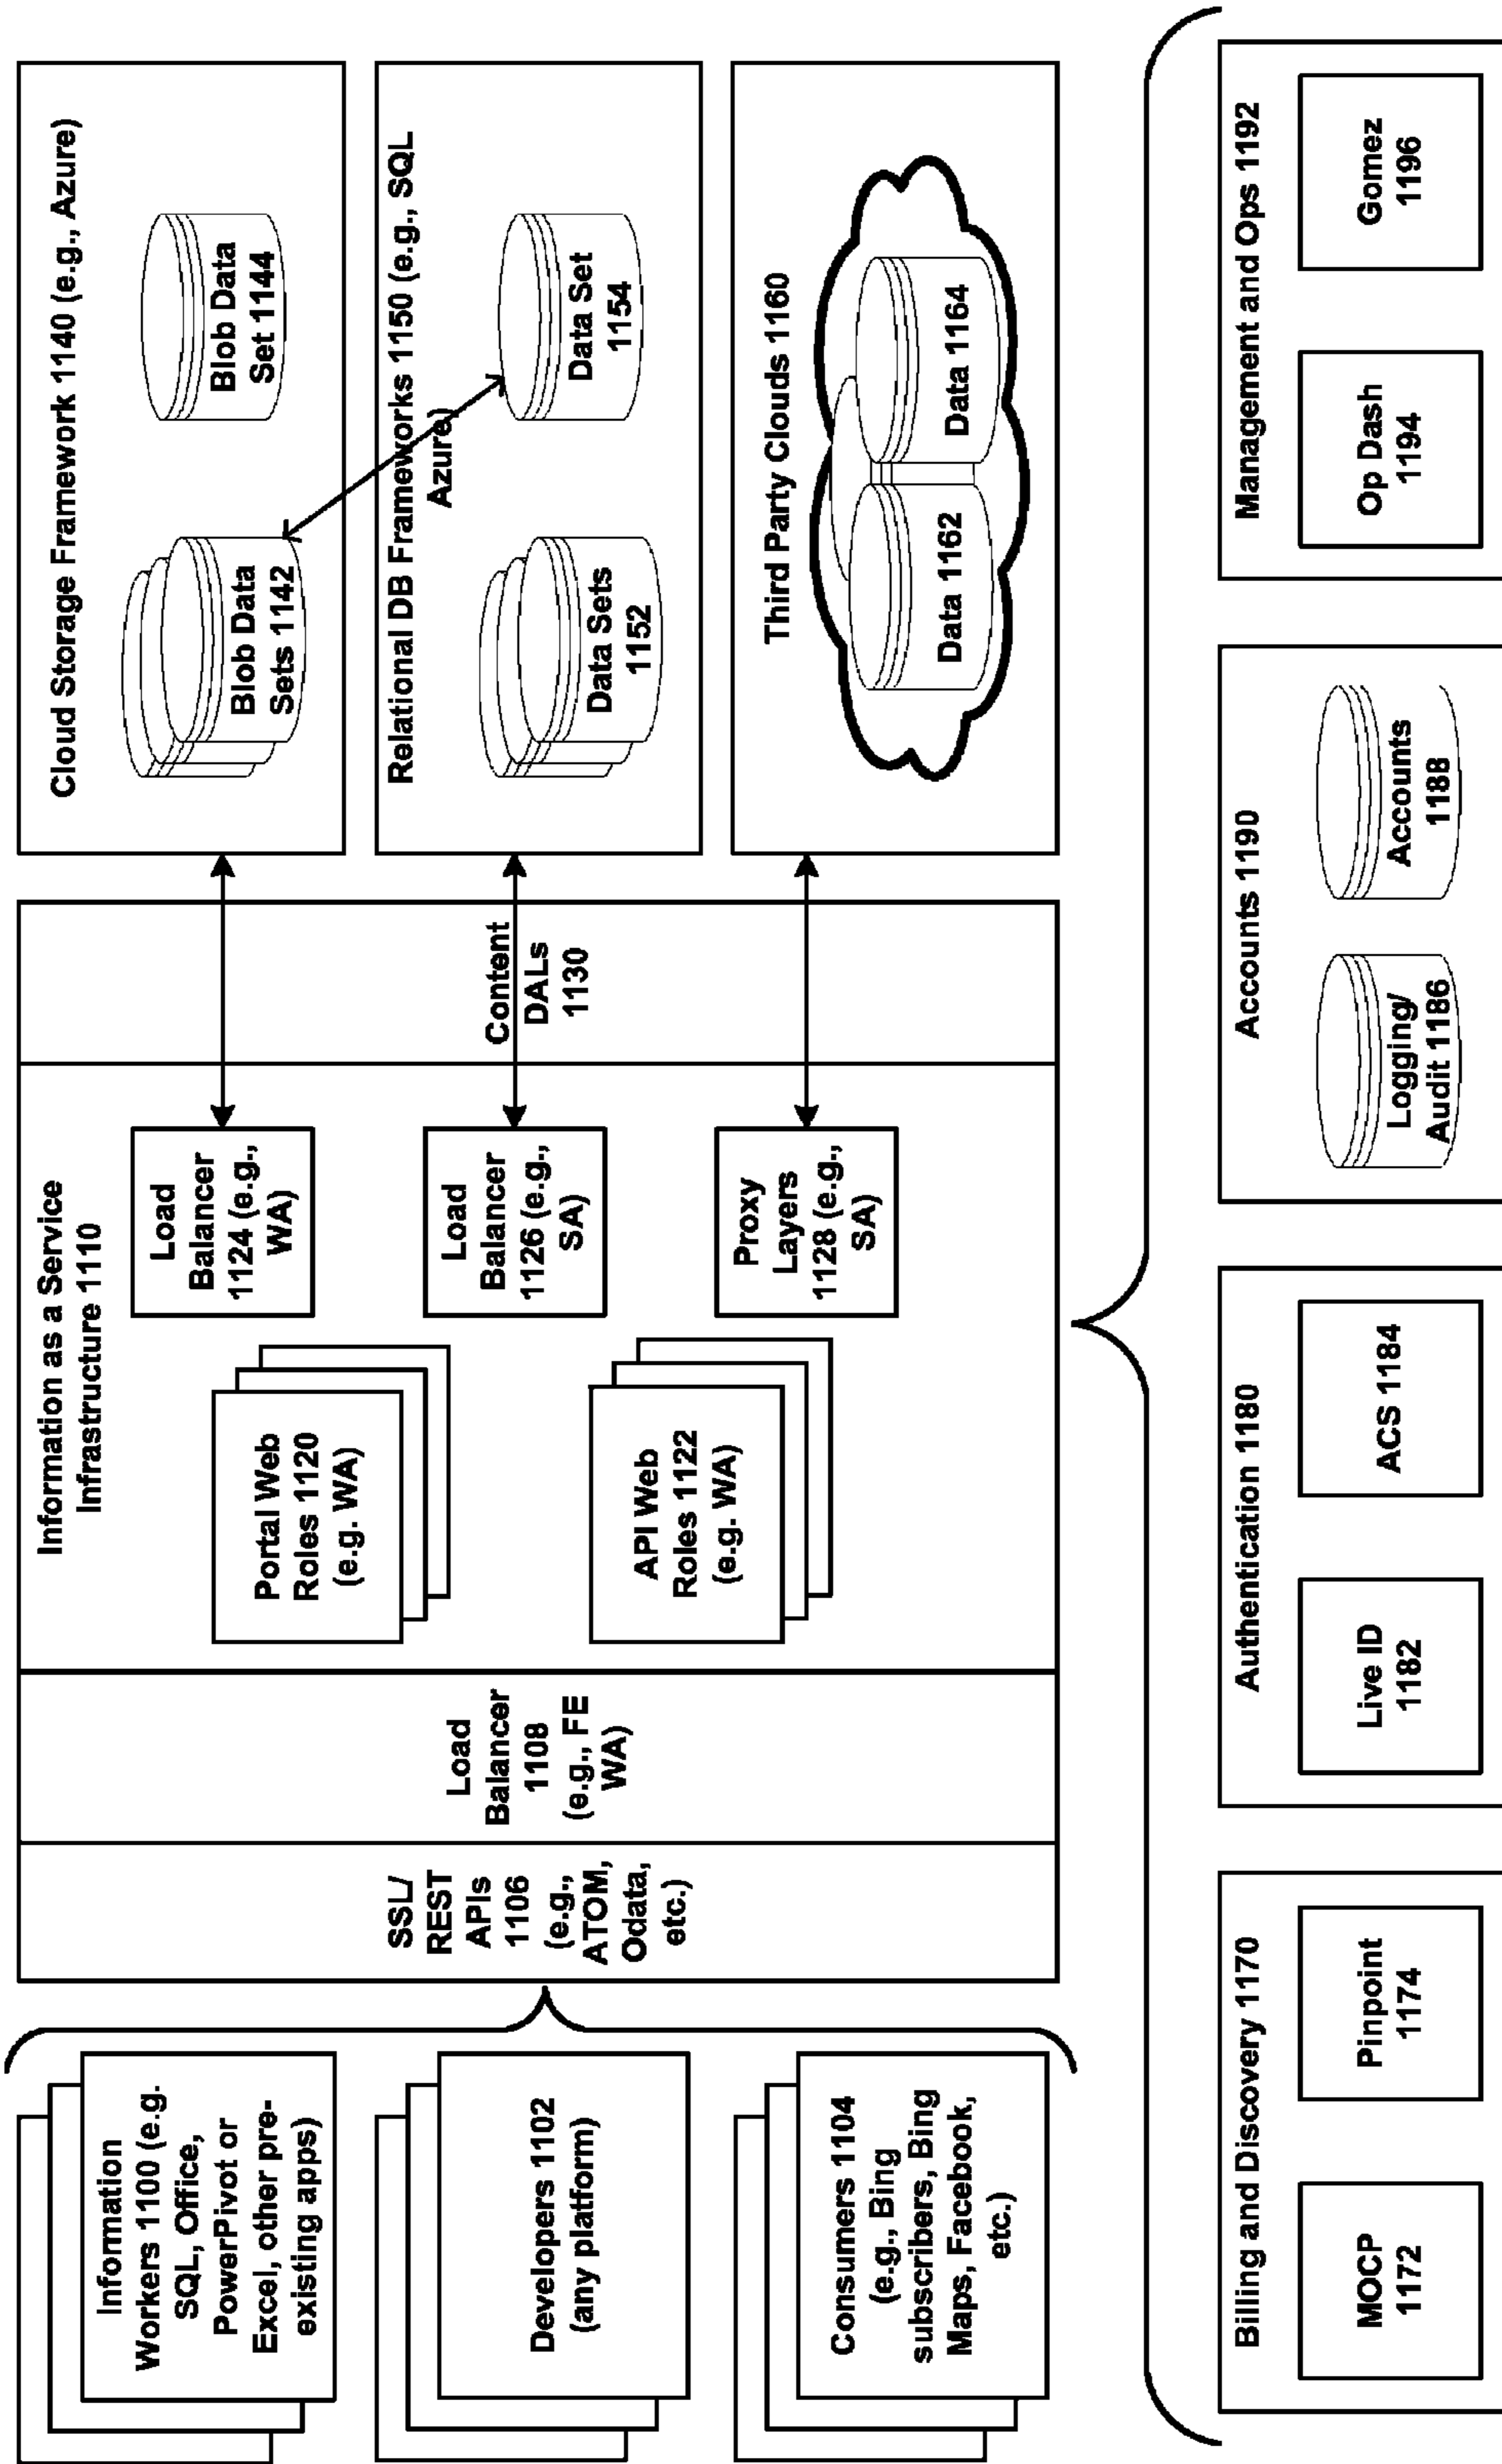 Information
Workers 1100 (e.g.
SQL, Office,
PowerPivot or
Excel, other pre-
existing apps)
Developers 1102
(any platform)
Consumers 1104
(e.g., Bing
subscribers, Bing
Maps, Facebook,
etc.)
SSL/
REST
APIs
1106
(e.g.,
ATOM,
Odata,
etc.)
Load
Balancer
1108
(e.g., FE
WA)
Information as a Service
Infrastructure 1110
Portal Web
Roles 1120
(e.g. WA)
API Web
Roles 1122
(e.g. WA)
Load
Balancer
1124 (e.g.,
WA)
Load
Balancer
1126 (e.g.,
SA)
Proxy
Layers
1128 (e.g.,
SA)
Content
DALs
1130
Cloud Storage Framework 1140 (e.g., Azure)
Blob Data
Sets 1142
Blob Data
Set 1144
Relational DB Frameworks 1150 (e.g., SQL
Azure)
Data Sets
1152
Data Set
1154
Third Party Clouds 1160
Data 1162
Data 1164
Billing and Discovery 1170
MOCP
1172
Pinpoint
1174
Authentication 1180
Live ID
1182
ACS 1184
Accounts 1190
Logging/
Audit 1186
Accounts
1188
Management and Ops 1192
Op Dash
1194
Gomez
1196